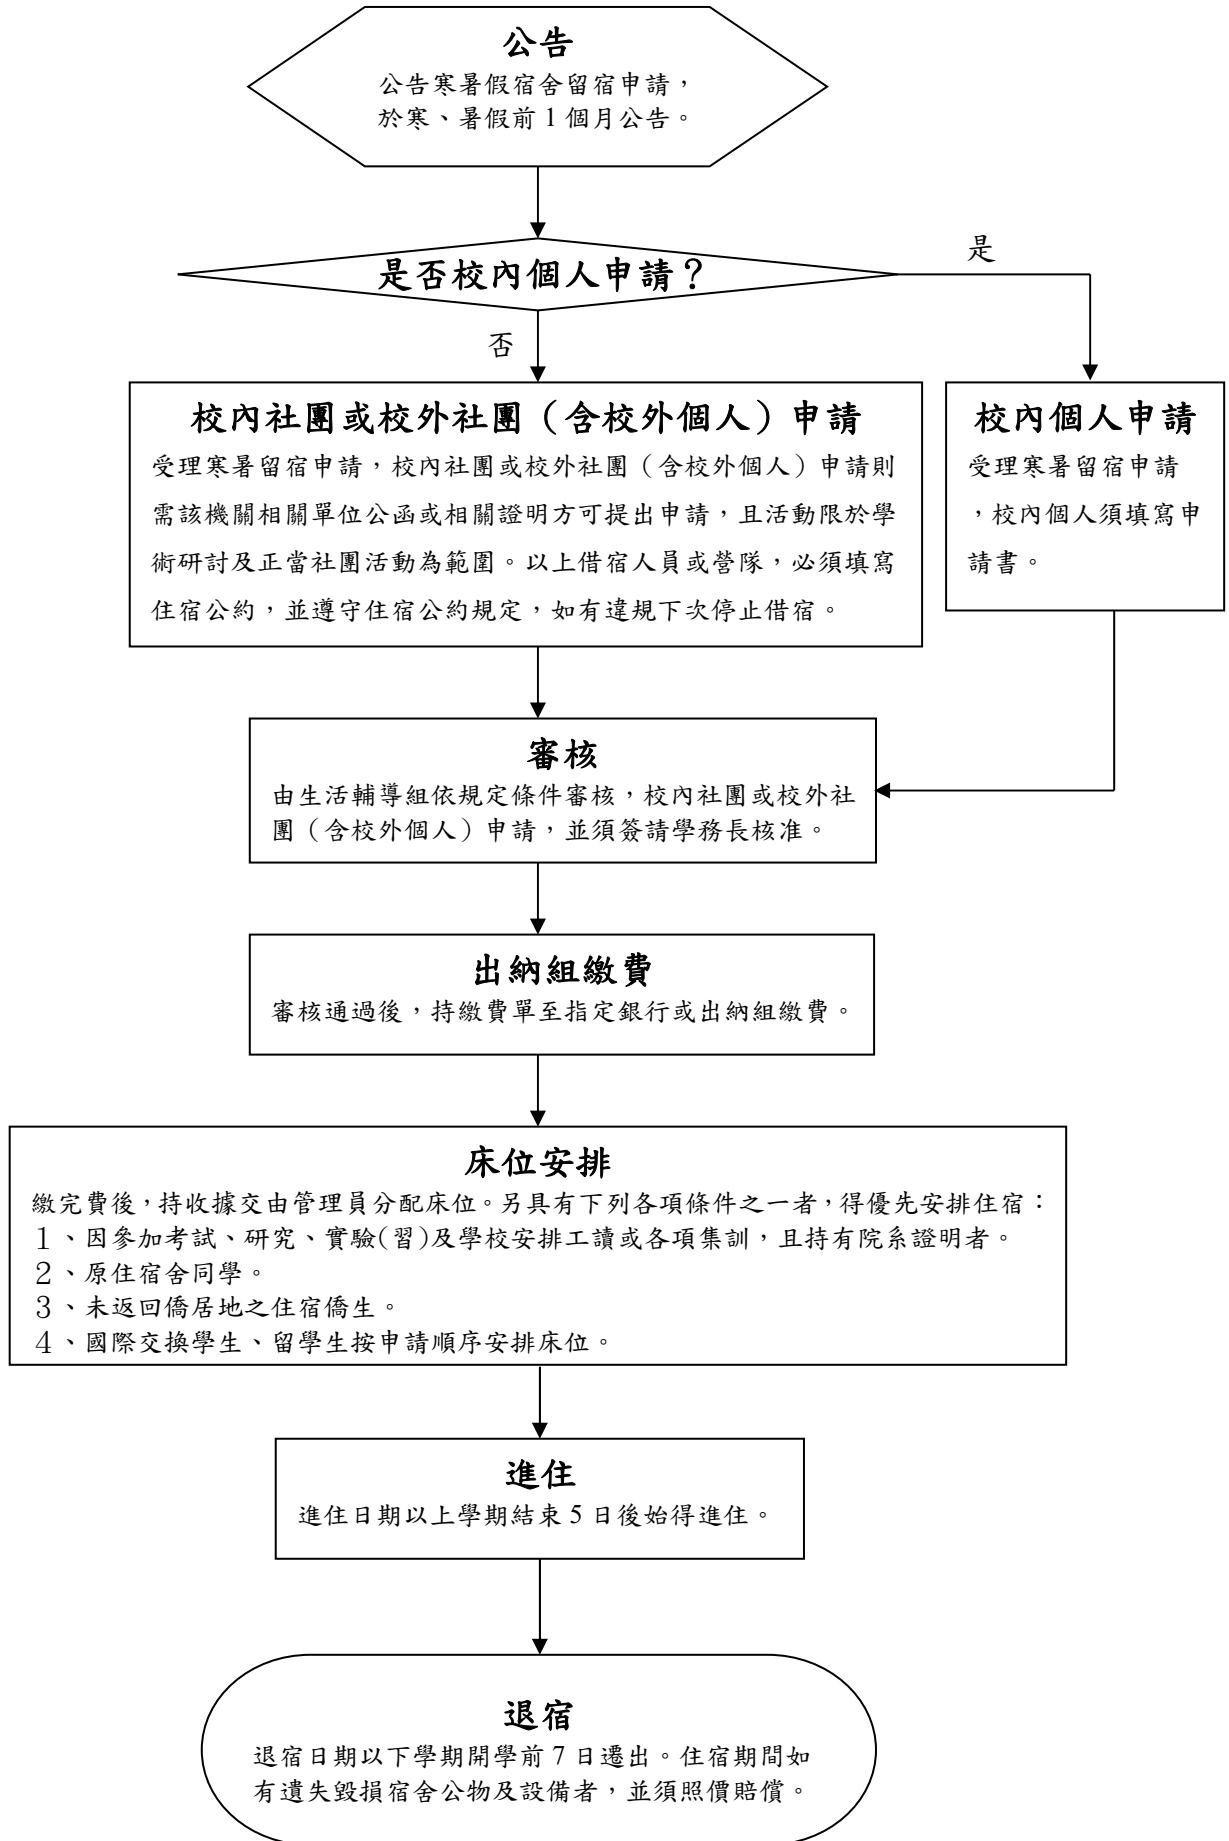 公告
公告寒暑假宿舍留宿申請，
於寒、暑假前 1 個月公告。
是否校內個人申請？
是
否
校內社團或校外社團（含校外個人）申請
受理寒暑留宿申請，校內社團或校外社團（含校外個人）申請則
需該機關相關單位公函或相關證明方可提出申請，且活動限於學
術研討及正當社團活動為範圍。以上借宿人員或營隊，必須填寫
住宿公約，並遵守住宿公約規定，如有違規下次停止借宿。
校內個人申請
受理寒暑留宿申請
，校內個人須填寫申
請書。
審核
由生活輔導組依規定條件審核，校內社團或校外社
團（含校外個人）申請，並須簽請學務長核准。
出納組繳費
審核通過後，持繳費單至指定銀行或出納組繳費。
床位安排
繳完費後，持收據交由管理員分配床位。另具有下列各項條件之一者，得優先安排住宿：
１、因參加考試、研究、實驗(習)及學校安排工讀或各項集訓，且持有院系證明者。
２、原住宿舍同學。
３、未返回僑居地之住宿僑生。
４、國際交換學生、留學生按申請順序安排床位。
進住
進住日期以上學期結束 5 日後始得進住。
退宿
退宿日期以下學期開學前 7 日遷出。住宿期間如
有遺失毀損宿舍公物及設備者，並須照價賠償。